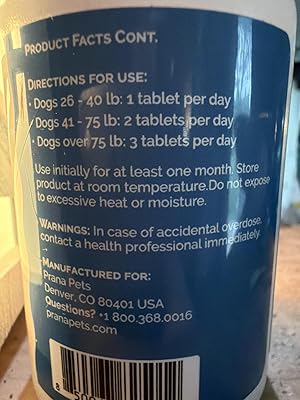 PRODUCT FACTS CONT.
DIRECTIONS FOR USE:
• Dogs 26 - 40 lb: 1 tablet per day
• Dogs 41 - 75 lb: 2 tablets per day
• Dogs over 75 lb: 3 tablets per day
Use initially for at least one month. Store
product at room temperature.Do not expose
to excessive heat or moisture.
WARNINGS: In case of accidental overdose,
contact a health professional immediately.
MANUFACTURED FOR:
Prana Pets
Denver, CO 80401 USA
Questions? +1 800.368.0016
pranapets.com